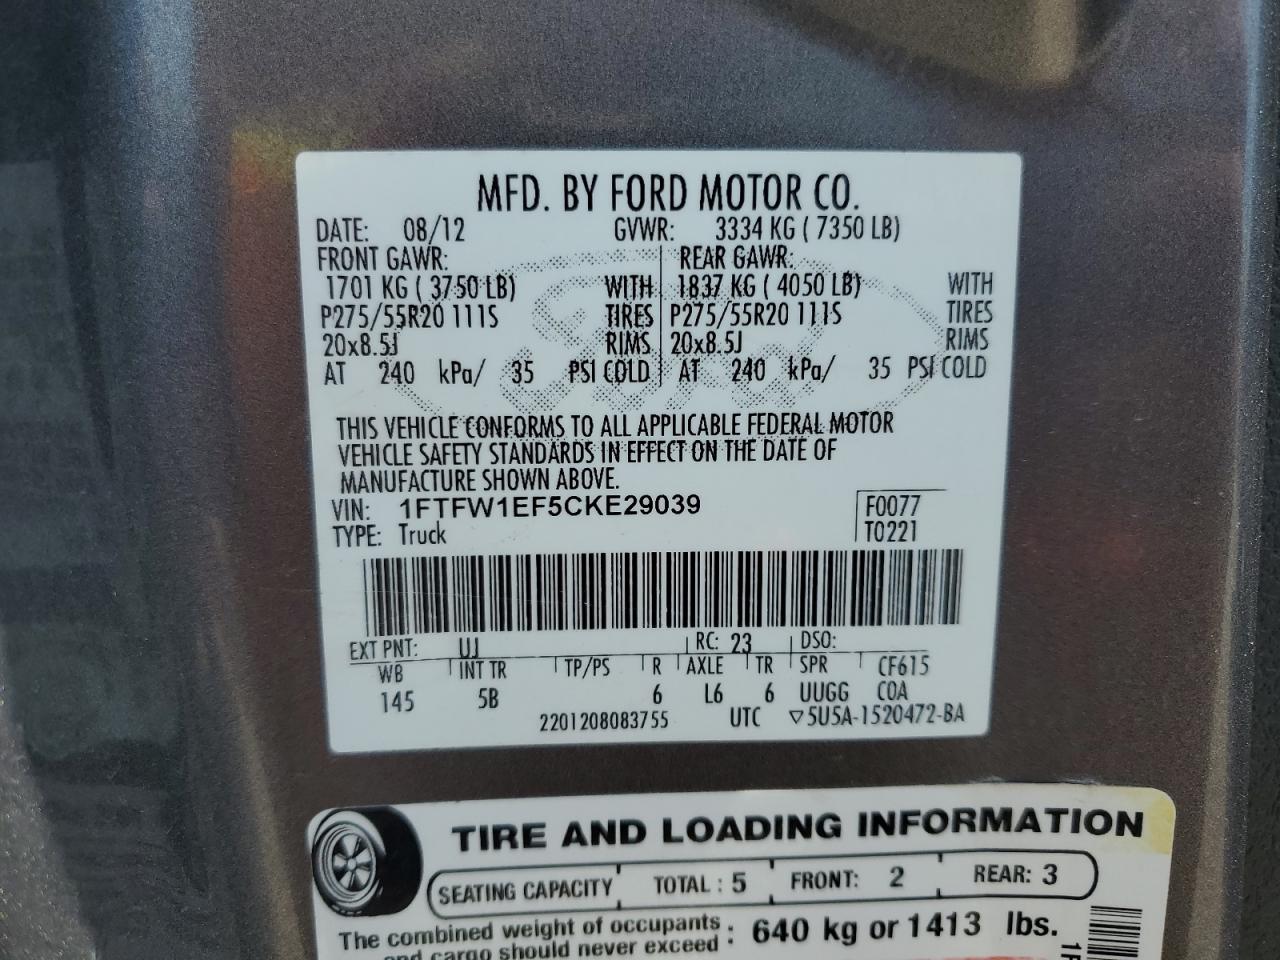 MFD. BY FORD MOTOR CO.
DATE: 08/12 GVWR: 3334 KG ( 7350 LB)
FRONT GAWR: REAR GAWR:
1701 KG ( 3750 LB) WITH 1837 KG ( 4050 LB) WITH
P275/55R20 111S TIRES P275/55R20 111S TIRES
20x8.5J RIMS 20x8.5J RIMS
AT 240 kPa/ 35 PSI COLD AT 240 kPa/ 35 PSI COLD
THIS VEHICLE CONFORMS TO ALL APPLICABLE FEDERAL MOTOR
VEHICLE SAFETY STANDARDS IN EFFECT ON THE DATE OF
MANUFACTURE SHOWN ABOVE.
VIN: 1FTFW1EF5CKE29039 F0077
TYPE: Truck T0221
EXT PNT: UJ RC: 23 DSO:
WB INT TR TP/PS R AXLE TR SPR CF615
145 5B 6 L6 6 UUGG COA
2201208083755 UTC ▽5U5A-1520472-BA
TIRE AND LOADING INFORMATION
SEATING CAPACITY TOTAL : 5 FRONT: 2 REAR: 3
The combined weight of occupants : 640 kg or 1413 lbs.
and cargo should never exceed :